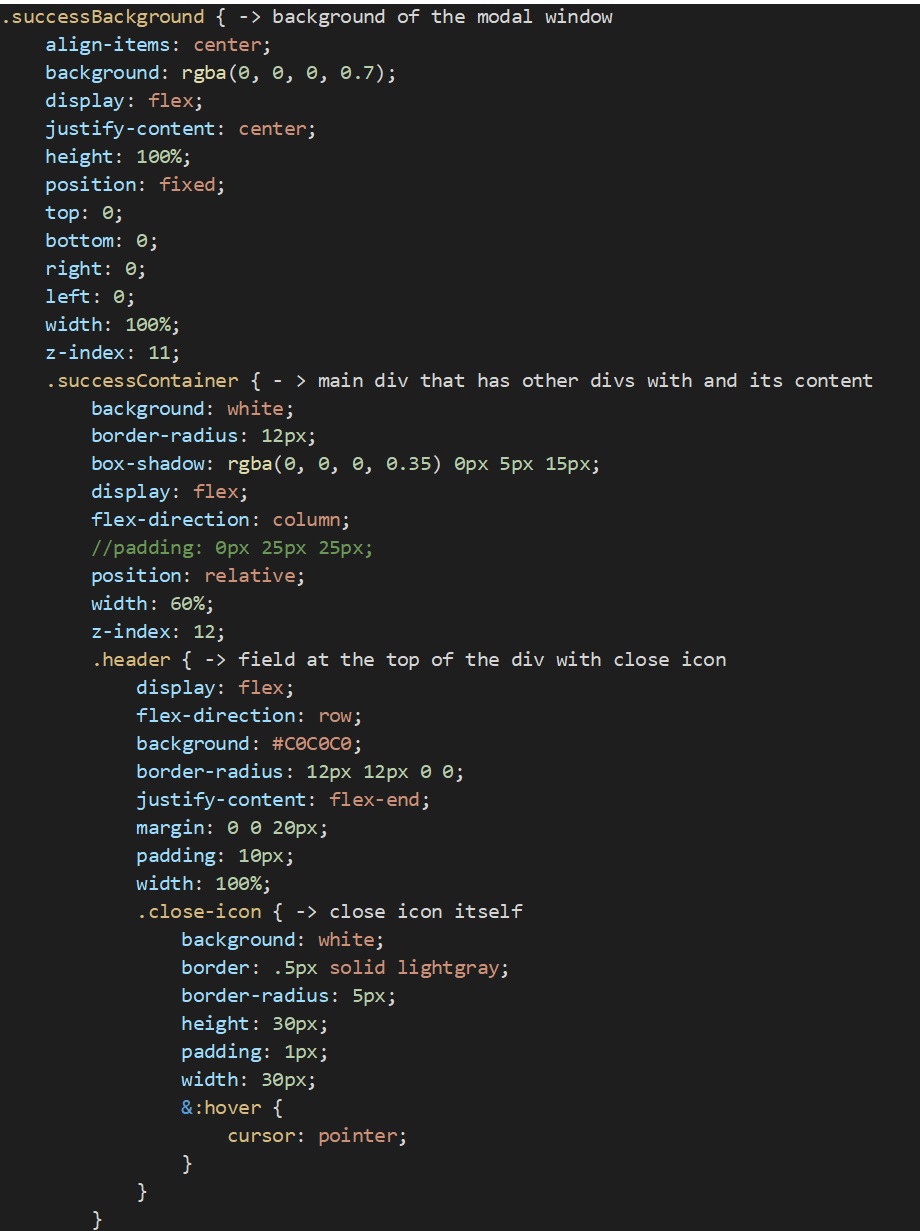 .successBackground { -> background of the modal window
    align-items: center;
    background: rgba(0, 0, 0, 0.7);
    display: flex;
    justify-content: center;
    height: 100%;
    position: fixed;
    top: 0;
    bottom: 0;
    right: 0;
    left: 0;
    width: 100%;
    z-index: 11;
    .successContainer { - > main div that has other divs with and its content
        background: white;
        border-radius: 12px;
        box-shadow: rgba(0, 0, 0, 0.35) 0px 5px 15px;
        display: flex;
        flex-direction: column;
        //padding: 0px 25px 25px;
        position: relative;
        width: 60%;
        z-index: 12;
        .header { -> field at the top of the div with close icon
            display: flex;
            flex-direction: row;
            background: #C0C0C0;
            border-radius: 12px 12px 0 0;
            justify-content: flex-end;
            margin: 0 0 20px;
            padding: 10px;
            width: 100%;
            .close-icon { -> close icon itself
                background: white;
                border: .5px solid lightgray;
                border-radius: 5px;
                height: 30px;
                padding: 1px;
                width: 30px;
                &:hover {
                    cursor: pointer;
                }
            }
        }